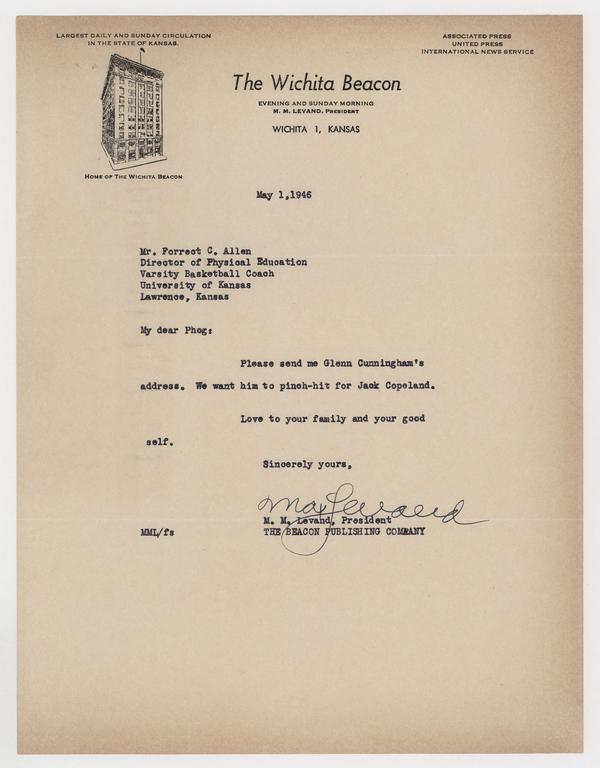 LARGEST DAILY AND SUNDAY CIRCULATION
IN THE STATE OF KANSAS.
ASSOCIATED PRESS
UNITED PRESS
INTERNATIONAL NEWS SERVICE
The Wichita Beacon
EVENING AND SUNDAY MORNING
M. M. LEVAND, PRESIDENT
WICHITA 1, KANSAS
HOME OF THE WICHITA BEACON
May 1,1946
Mr. Forrect C. Allen
Director of Physical Education
Varsity Basketball Coach
University of Kansas
Lawrence, Kansas
My dear Phog:
Please send me Glenn Cunningham's
address. We want him to pinch-hit for Jack Copeland.
Love to your family and your good
self.
Sincerely yours,
Max Levand
M. M. Levand, President
MML/fs THE BEACON PUBLISHING COMPANY